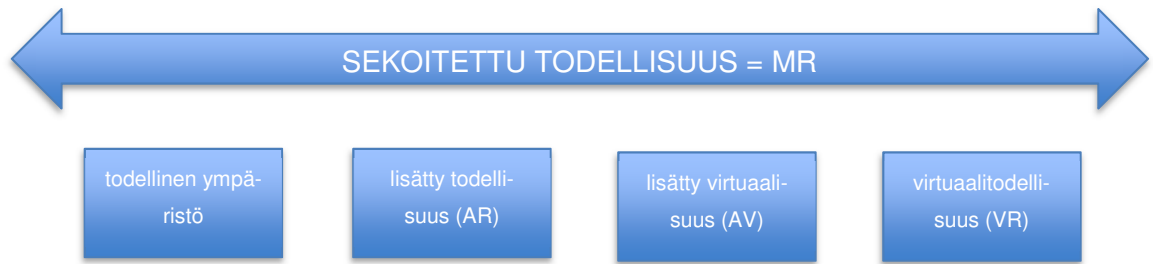 SEKOITETTU TODELLISUUS = MR
todellinen ympä-
ristö
lisätty todelli-
suus (AR)
lisätty virtuaali-
suus (AV)
virtuaalitodelli-
suus (VR)